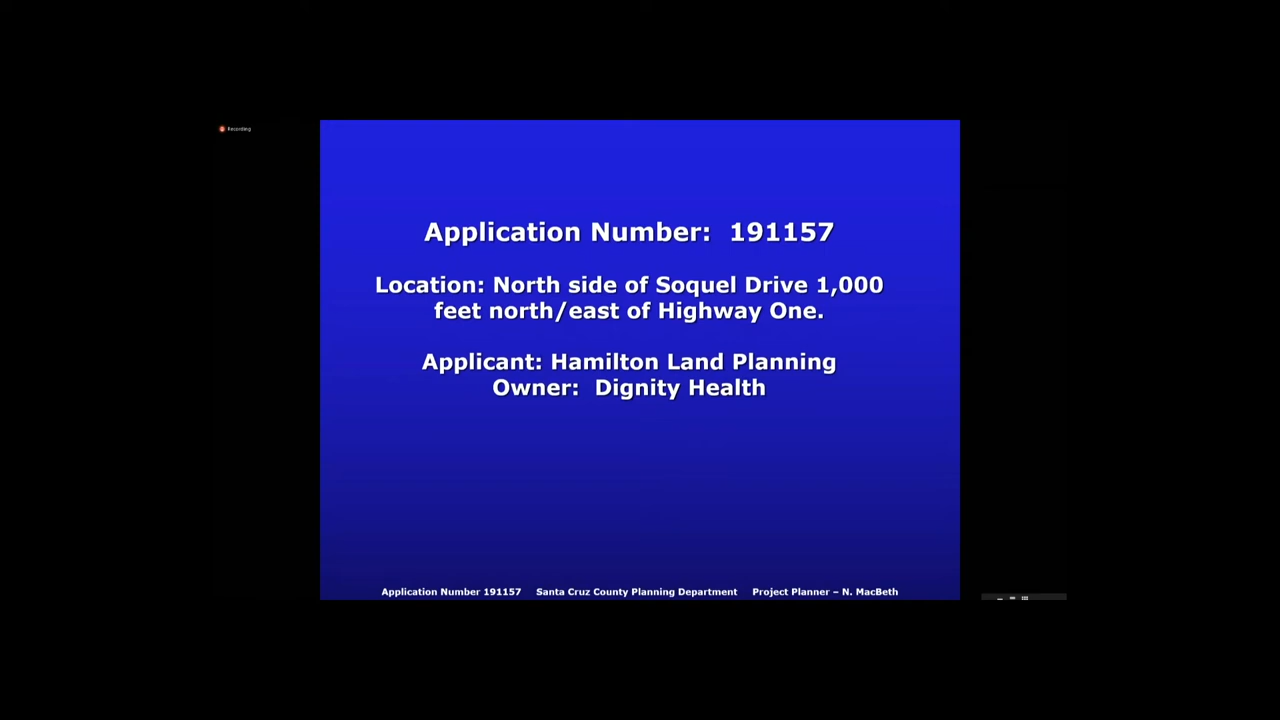 Recording
Application Number: 191157
Location: North side of Soquel Drive 1,000
feet north/east of Highway One.
Applicant: Hamilton Land Planning
Owner: Dignity Health
Application Number 191157 Santa Cruz County Planning Department Project Planner – N. MacBeth